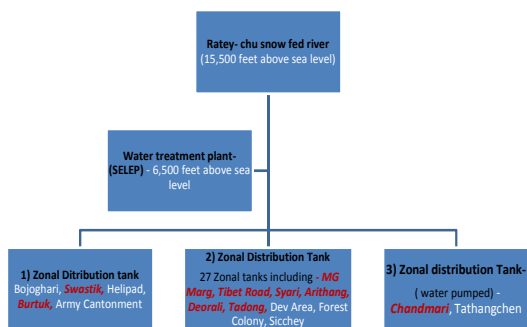 Ratey- chu snow fed river
(15,500 feet above sea level)
Water treatment plant-
(SELEP) - 6,500 feet above sea
level
1) Zonal Ditribution tank
Bojoghari, Swastik, Helipad,
Burtuk, Army Cantonment
2) Zonal Distribution Tank
27 Zonal tanks including - MG
Marg, Tibet Road, Syari, Arithang,
Deorali, Tadong, Dev Area, Forest
Colony, Sicchey
3) Zonal distribution Tank-
( water pumped) -
Chandmari, Tathangchen